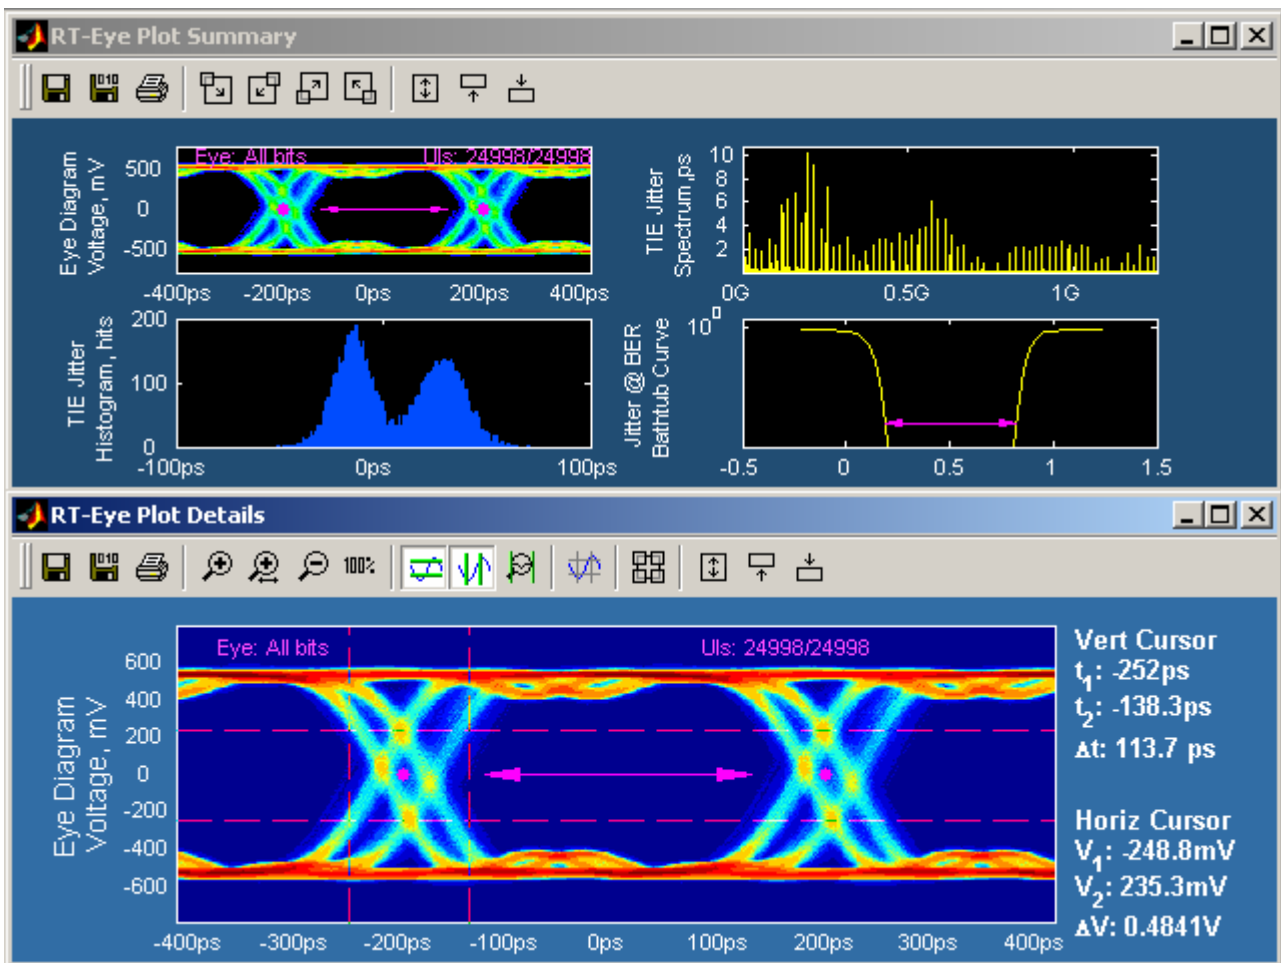 RT-Eye Plot Summary
Eye Diagram
Voltage, mV
500
0
-500
Eye: All bits
UIs: 24998/24998
-400ps -200ps 0ps 200ps 400ps
TIE Jitter
Spectrum,ps
10
8
6
4
2
0G 0.5G 1G
TIE Jitter
Histogram, hits
200
100
0
-100ps 0ps 100ps
Jitter @ BER
Bathtub Curve
10
-0.5 0 0.5 1 1.5
RT-Eye Plot Details
100%
Eye Diagram
Voltage, mV
600
400
200
0
-200
-400
-600
Eye: All bits
UIs: 24998/24998
-400ps -300ps -200ps -100ps 0ps 100ps 200ps 300ps 400ps
Vert Cursor
t1: -252ps
t2: -138.3ps
Δt: 113.7 ps
Horiz Cursor
V1: -248.8mV
V2: 235.3mV
ΔV: 0.4841V